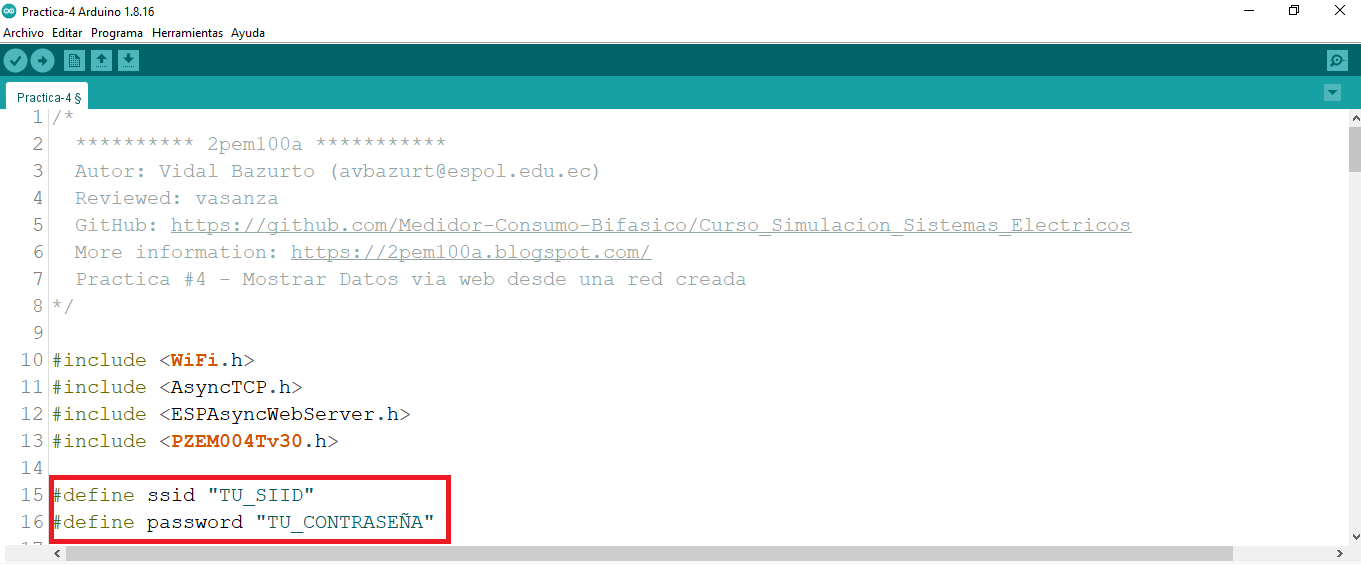 Practica-4 Arduino 1.8.16
Archivo Editar Programa Herramientas Ayuda
Practica-4 §
1 /*
2 ********** 2pem100a ***********
3 Autor: Vidal Bazurto (avbazurt@espol.edu.ec)
4 Reviewed: vasanza
5 GitHub: https://github.com/Medidor-Consumo-Bifasico/Curso_Simulacion_Sistemas_Electricos
6 More information: https://2pem100a.blogspot.com/
7 Practica #4 - Mostrar Datos via web desde una red creada
8 */
9
10 #include <WiFi.h>
11 #include <AsyncTCP.h>
12 #include <ESPAsyncWebServer.h>
13 #include <PZEM004Tv30.h>
14
15 #define ssid "TU_SIID"
16 #define password "TU_CONTRASEÑA"
17